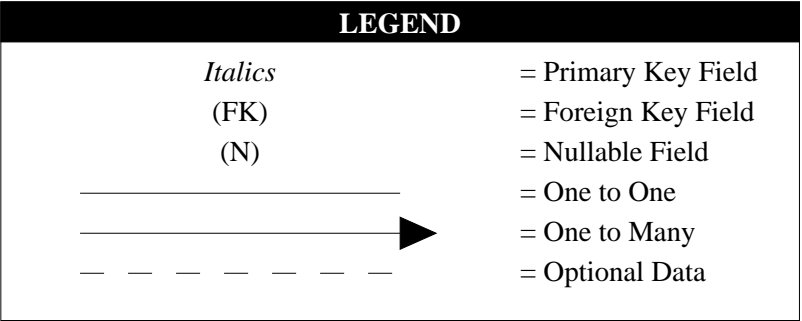 LEGEND
Italics = Primary Key Field
(FK) = Foreign Key Field
(N) = Nullable Field
= One to One
= One to Many
= Optional Data